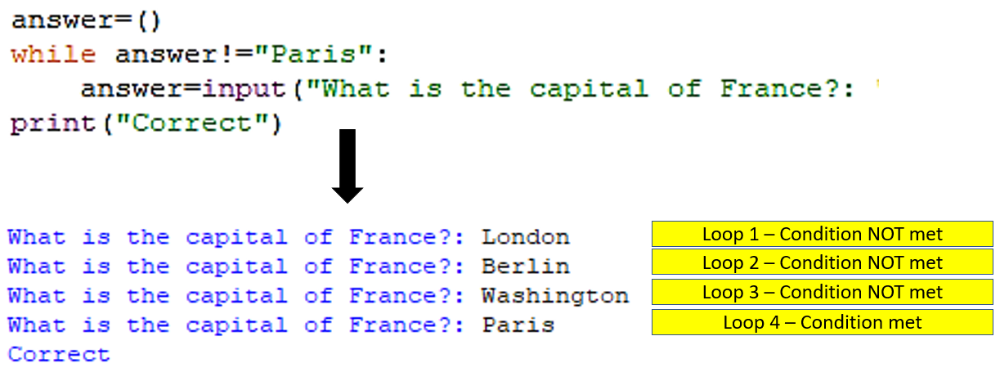 answer=()
while answer!="Paris":
    answer=input("What is the capital of France?: '
print("Correct")
What is the capital of France?: London
Loop 1 – Condition NOT met
What is the capital of France?: Berlin
Loop 2 – Condition NOT met
What is the capital of France?: Washington
Loop 3 – Condition NOT met
What is the capital of France?: Paris
Loop 4 – Condition met
Correct